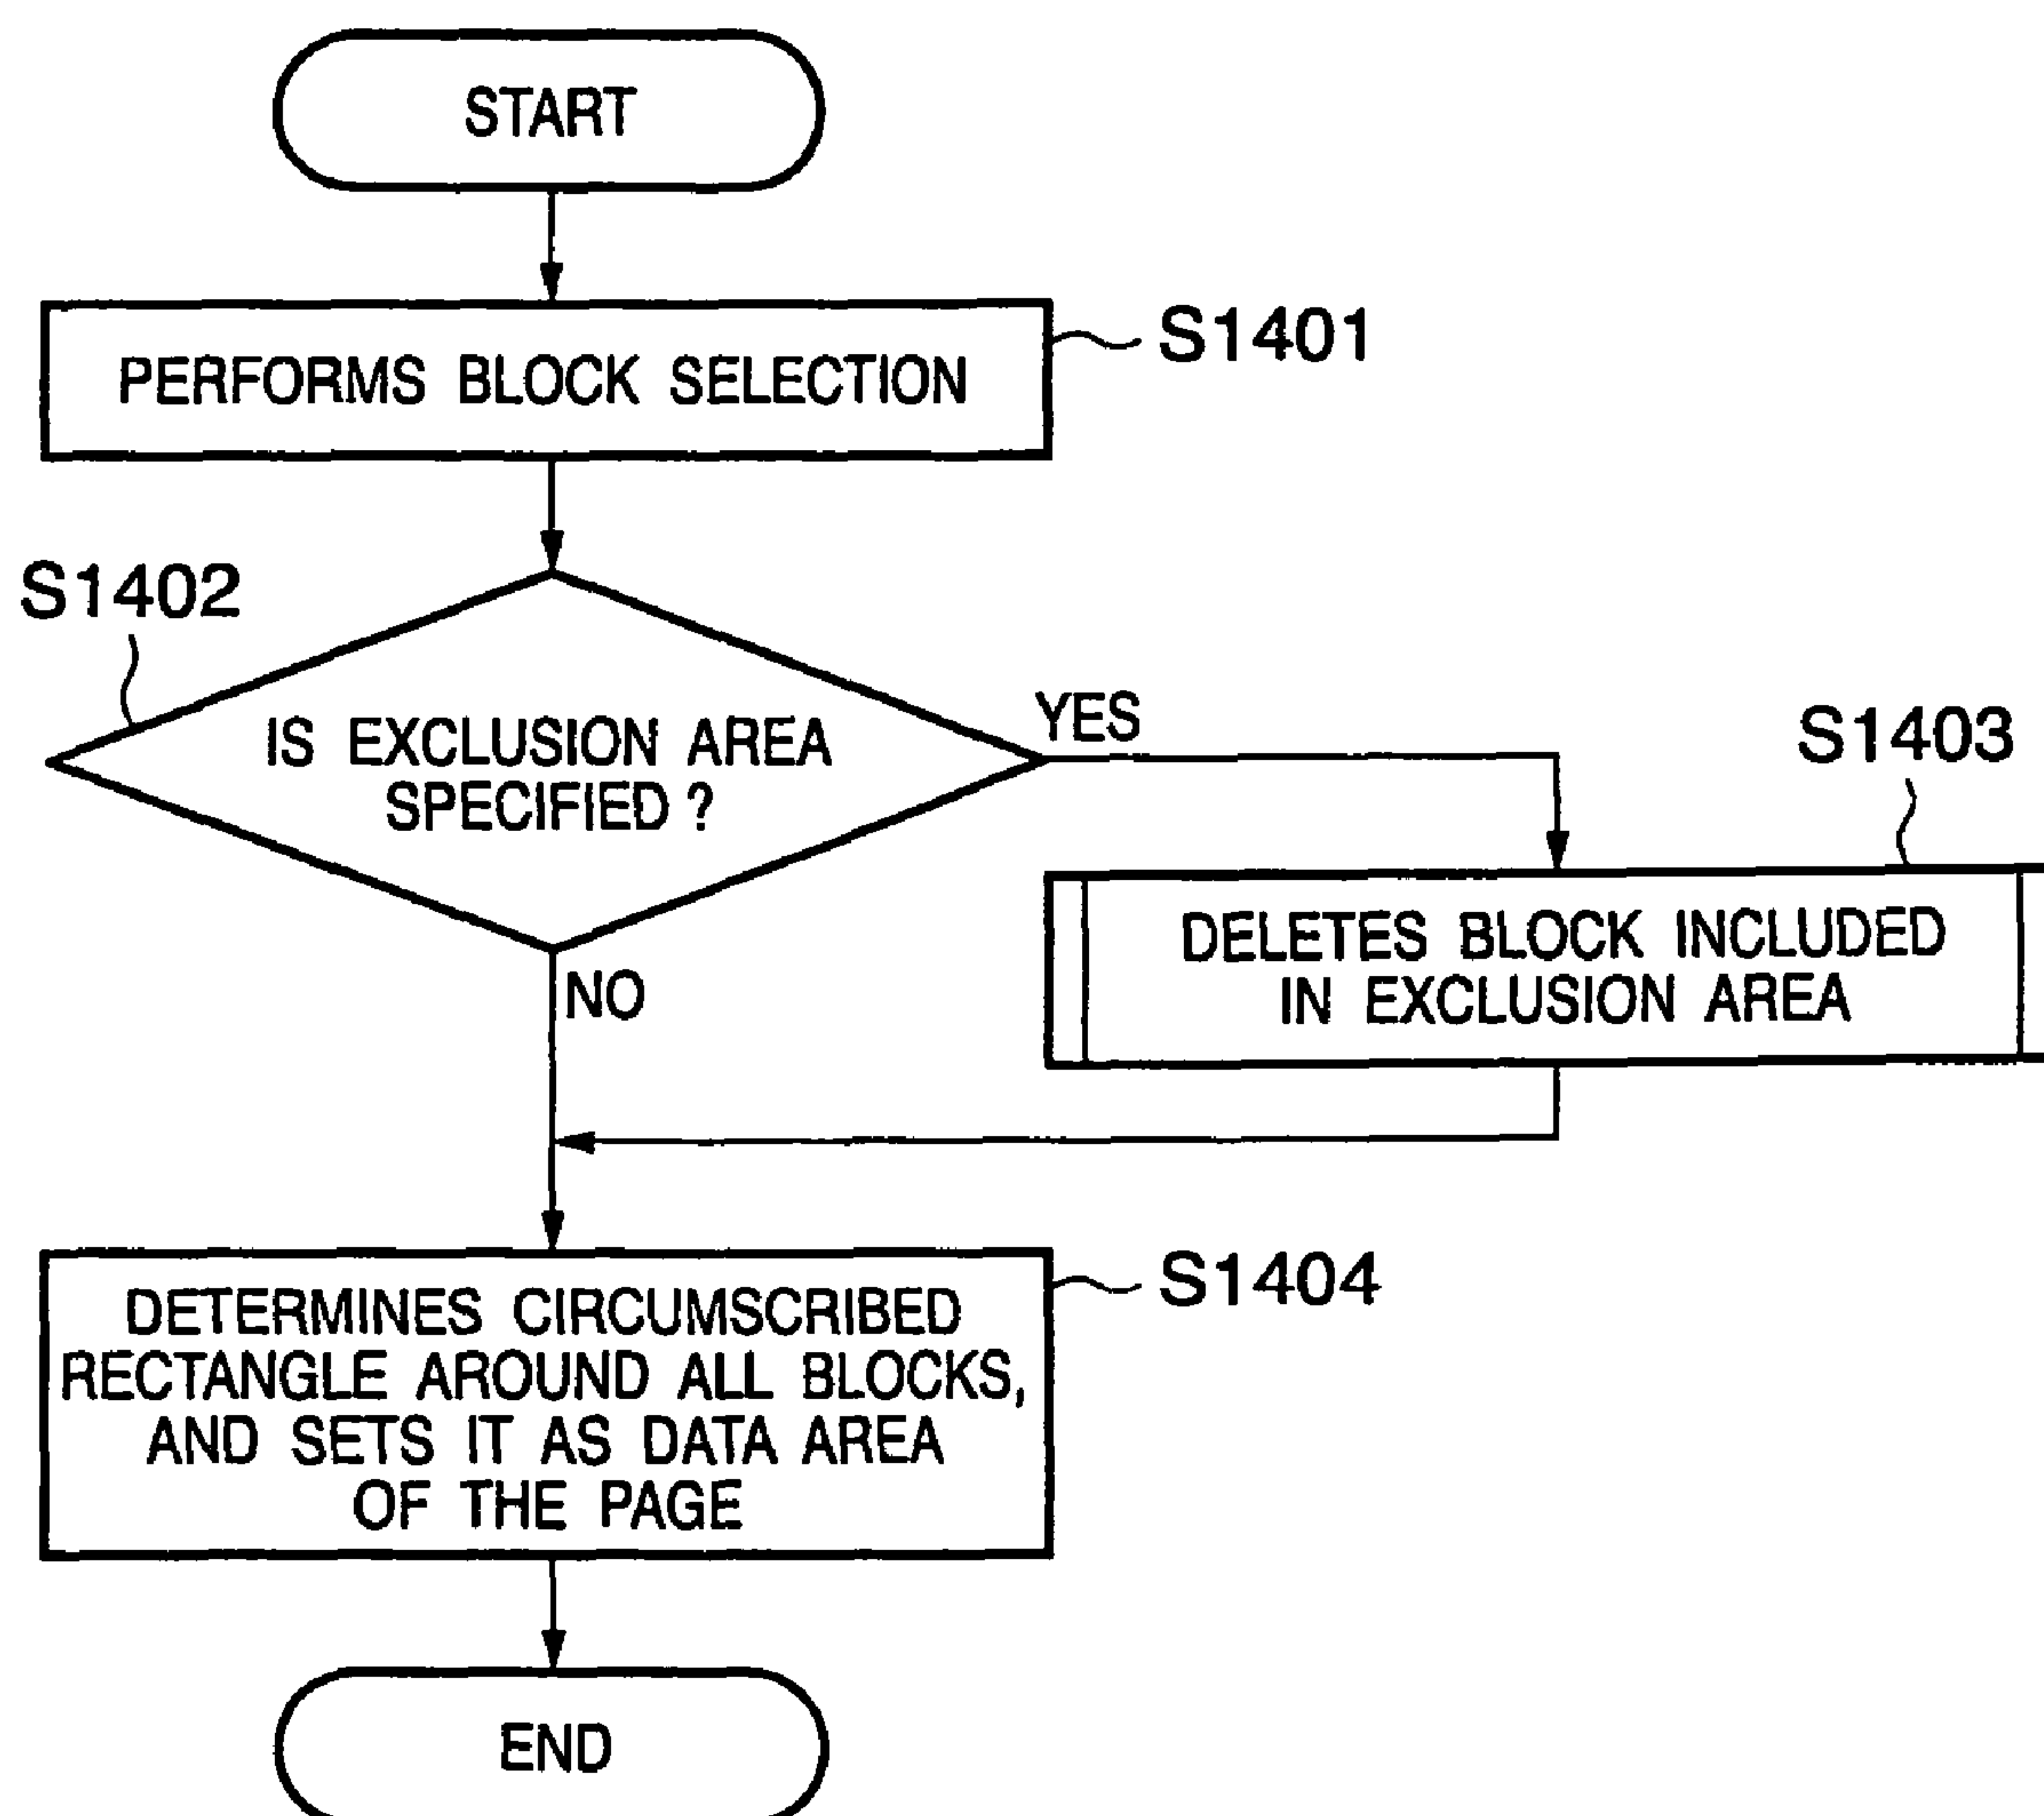 START
PERFORMS BLOCK SELECTION
S1401
S1402
IS EXCLUSION AREA
SPECIFIED ?
YES
S1403
DELETES BLOCK INCLUDED
IN EXCLUSION AREA
NO
DETERMINES CIRCUMSCRIBED
RECTANGLE AROUND ALL BLOCKS,
AND SETS IT AS DATA AREA
OF THE PAGE
S1404
END